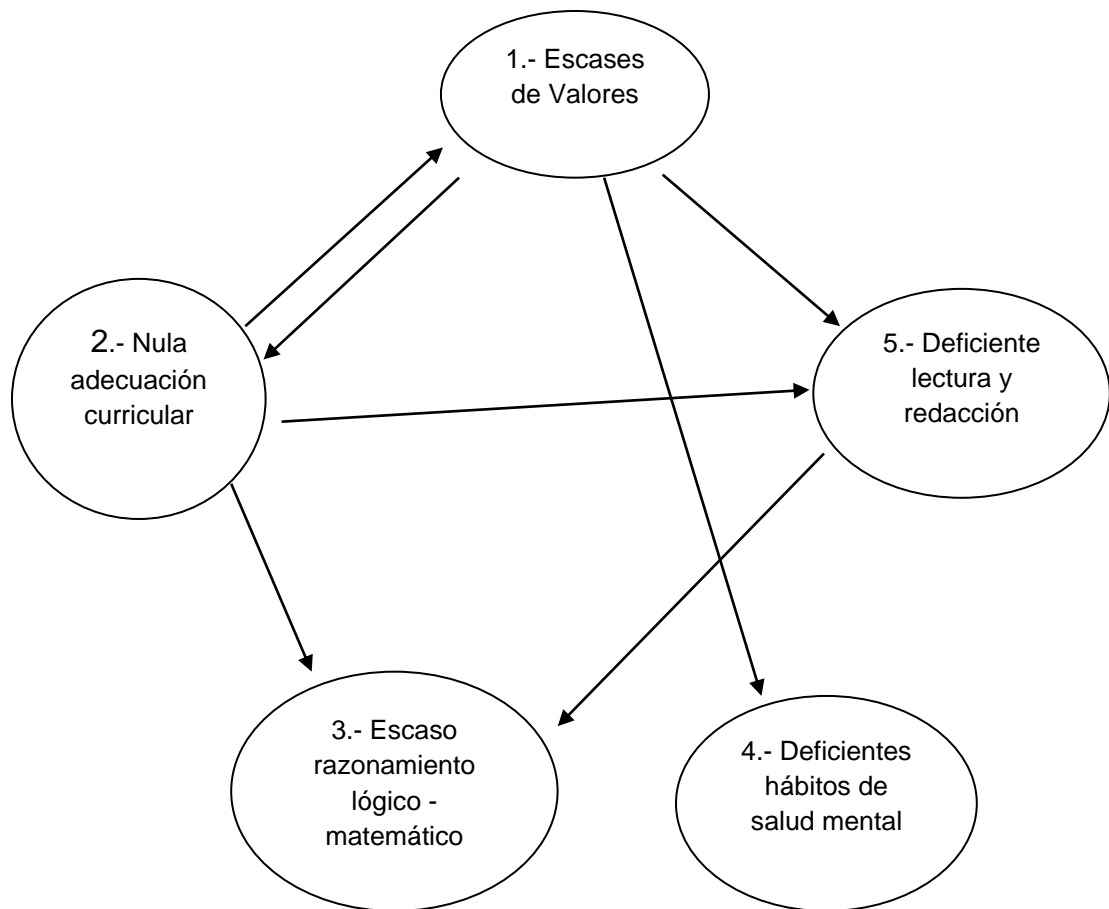 1.- Escases
de Valores
2.- Nula
adecuación
curricular
5.- Deficiente
lectura y
redacción
3.- Escaso
razonamiento
lógico -
matemático
4.- Deficientes
hábitos de
salud mental